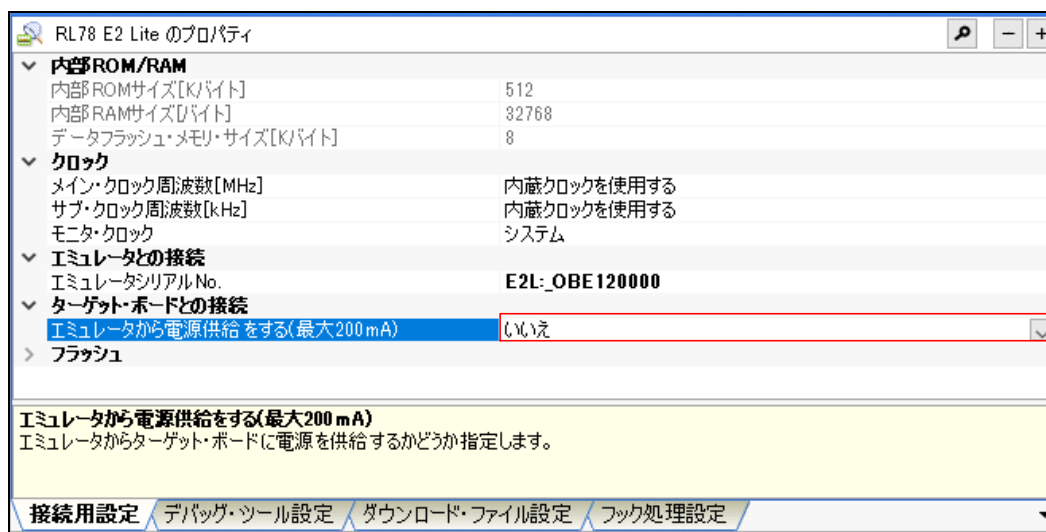 RL78 E2 Lite のプロパティ
内部ROM/RAM
内部ROMサイズ[Kバイト] 512
内部RAMサイズ[バイト] 32768
データフラッシュ・メモリ・サイズ[Kバイト] 8
クロック
メイン・クロック周波数[MHz] 内蔵クロックを使用する
サブ・クロック周波数[kHz] 内蔵クロックを使用する
モニタ・クロック システム
エミュレータとの接続
エミュレータシリアルNo. E2L:_OBE120000
ターゲット・ボードとの接続
エミュレータから電源供給をする(最大200mA) いいえ
フラッシュ
エミュレータから電源供給をする(最大200mA)
エミュレータからターゲット・ボードに電源を供給するかどうか指定します。
接続用設定 デバッグ・ツール設定 ダウンロード・ファイル設定 フック処理設定